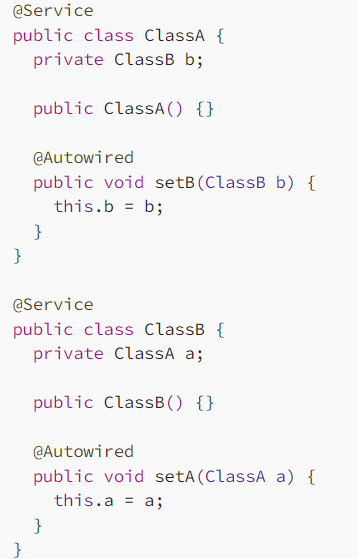 @Service
public class ClassA {
  private ClassB b;

  public ClassA() {}

  @Autowired
  public void setB(ClassB b) {
    this.b = b;
  }
}

@Service
public class ClassB {
  private ClassA a;

  public ClassB() {}

  @Autowired
  public void setA(ClassA a) {
    this.a = a;
  }
}